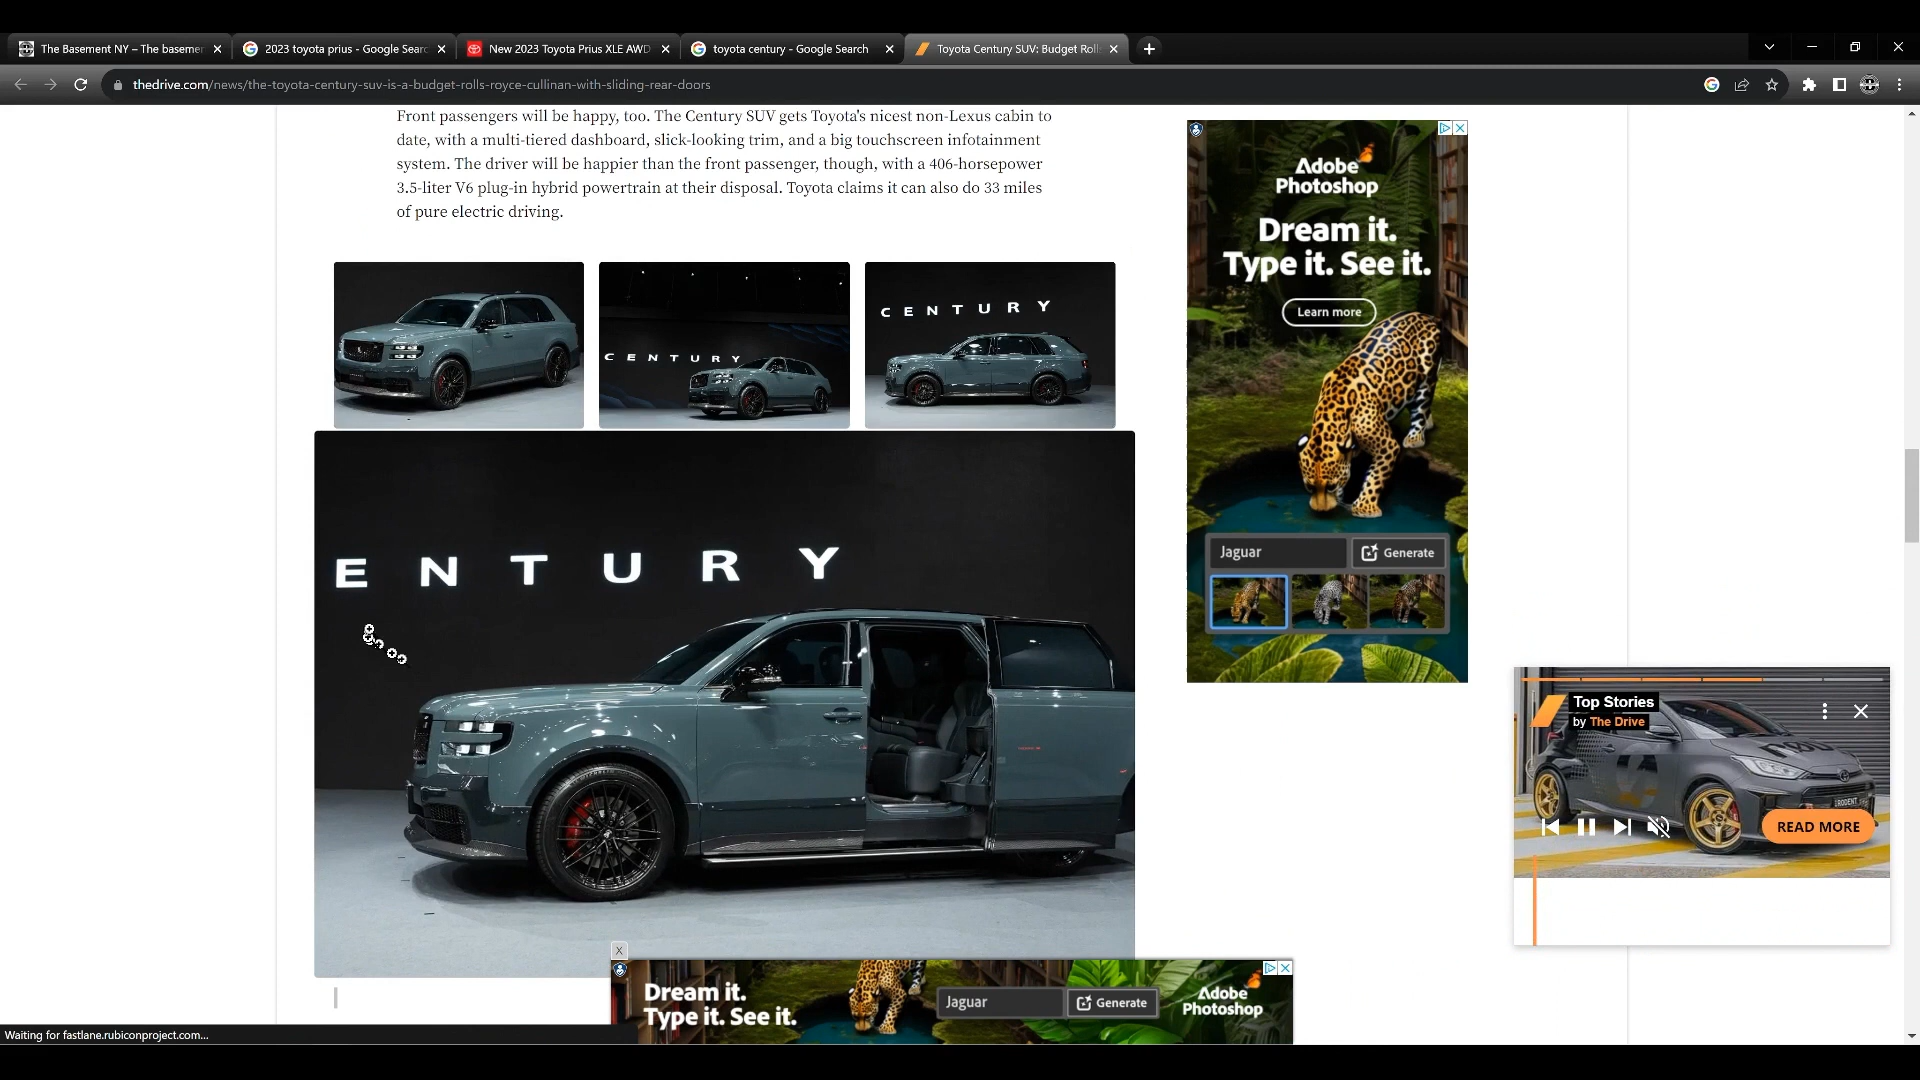 The Basement NY – The basemer
2023 toyota prius - Google Searc
New 2023 Toyota Prius XLE AWD
toyota century - Google Search
Toyota Century SUV: Budget Roll
thedrive.com/news/the-toyota-century-suv-is-a-budget-rolls-royce-cullinan-with-sliding-rear-doors
Front passengers will be happy, too. The Century SUV gets Toyota's nicest non-Lexus cabin to
date, with a multi-tiered dashboard, slick-looking trim, and a big touchscreen infotainment
system. The driver will be happier than the front passenger, though, with a 406-horsepower
3.5-liter V6 plug-in hybrid powertrain at their disposal. Toyota claims it can also do 33 miles
of pure electric driving.
CENTURY
CENTURY
ENTURY
Adobe
Photoshop
Dream it.
Type it. See it.
Learn more
Jaguar
Generate
Top Stories
by The Drive
RODENT
READ MORE
X
Dream it.
Type it. See it.
Jaguar
Generate
Adobe
Photoshop
Waiting for fastlane.rubiconproject.com...